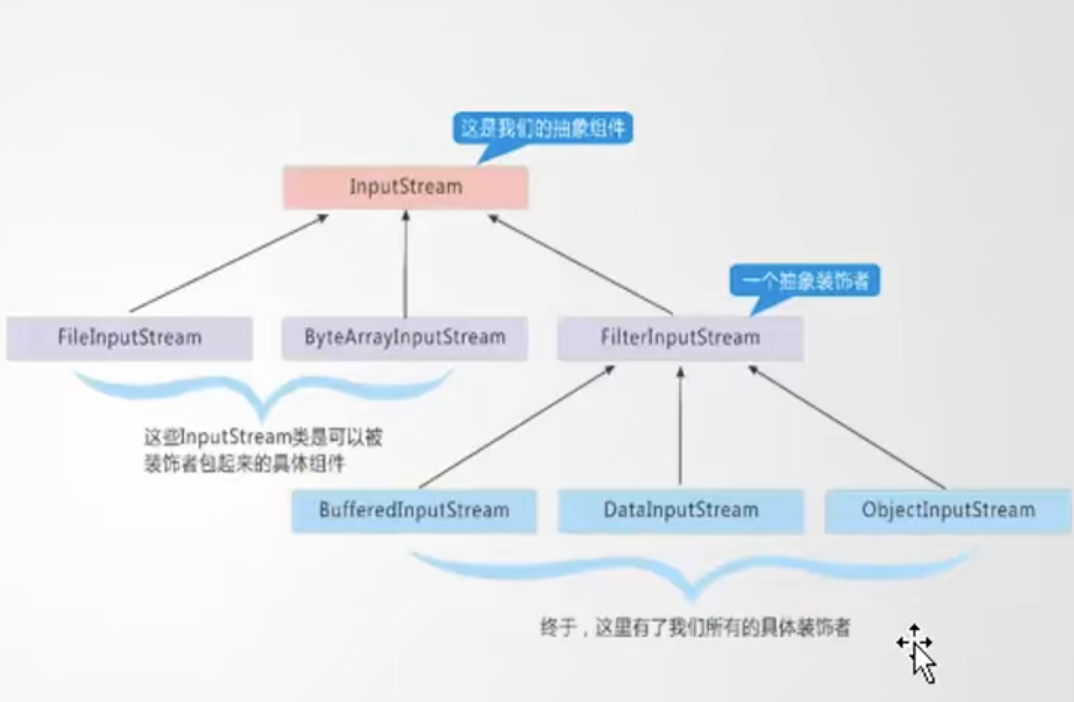 这是我们的抽象组件
InputStream
一个抽象装饰者
FileInputStream
ByteArrayInputStream
FilterInputStream
这些InputStream类是可以被
装饰者包起来的具体组件
BufferedInputStream
DataInputStream
ObjectInputStream
终于，这里有了我们所有的具体装饰者